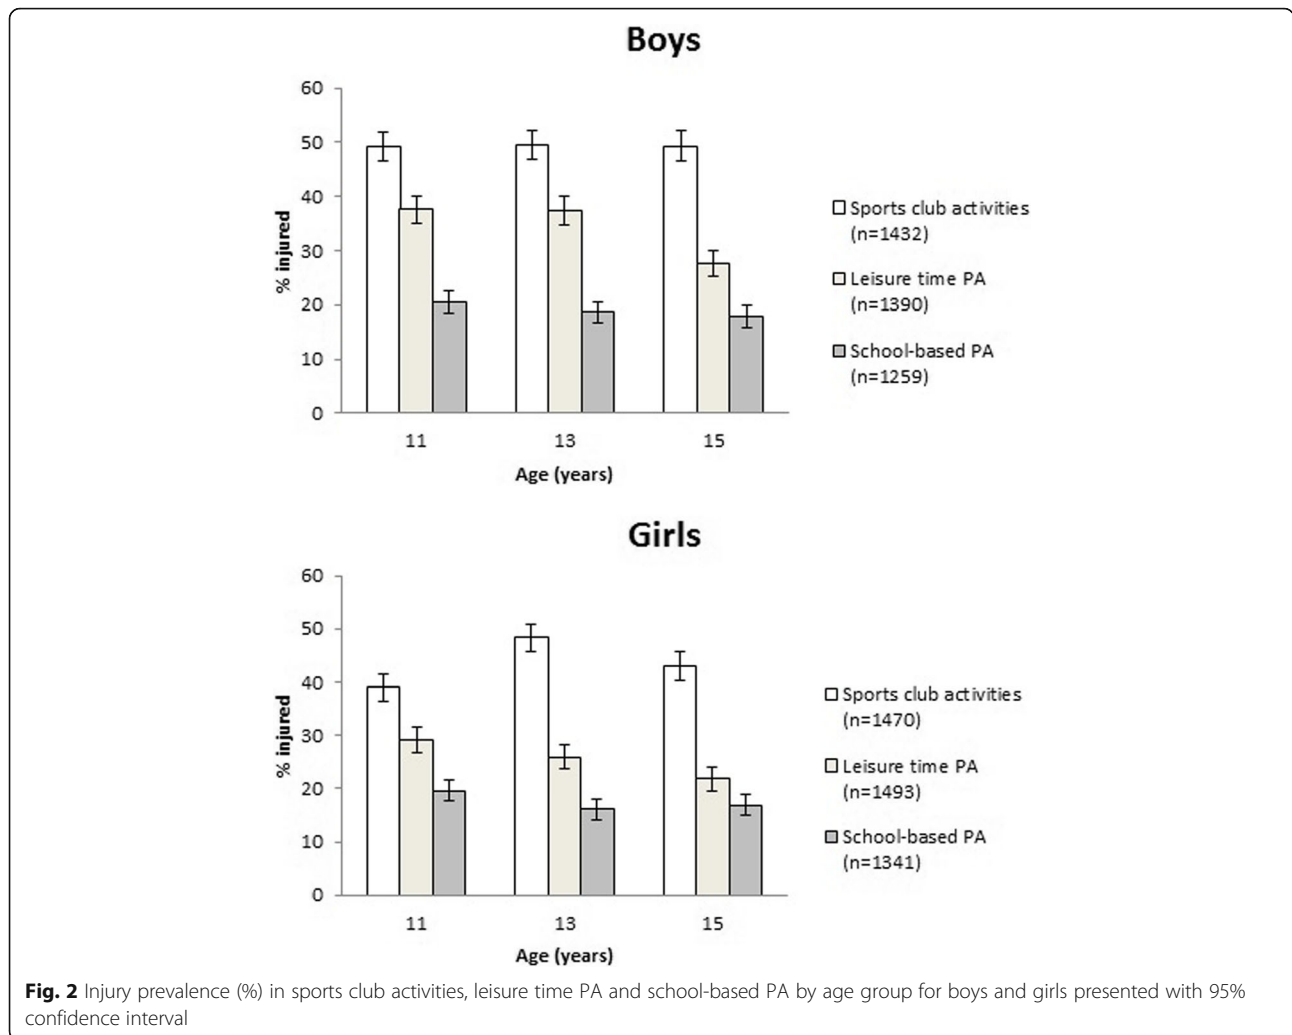 Boys
60
50
40
30
20
10
0
% injured
11 13 15
Age (years)
Sports club activities
(n=1432)
Leisure time PA
(n=1390)
School-based PA
(n=1259)
Girls
60
50
40
30
20
10
0
% injured
11 13 15
Age (years)
Sports club activities
(n=1470)
Leisure time PA
(n=1493)
School-based PA
(n=1341)
Fig. 2 Injury prevalence (%) in sports club activities, leisure time PA and school-based PA by age group for boys and girls presented with 95%
confidence interval